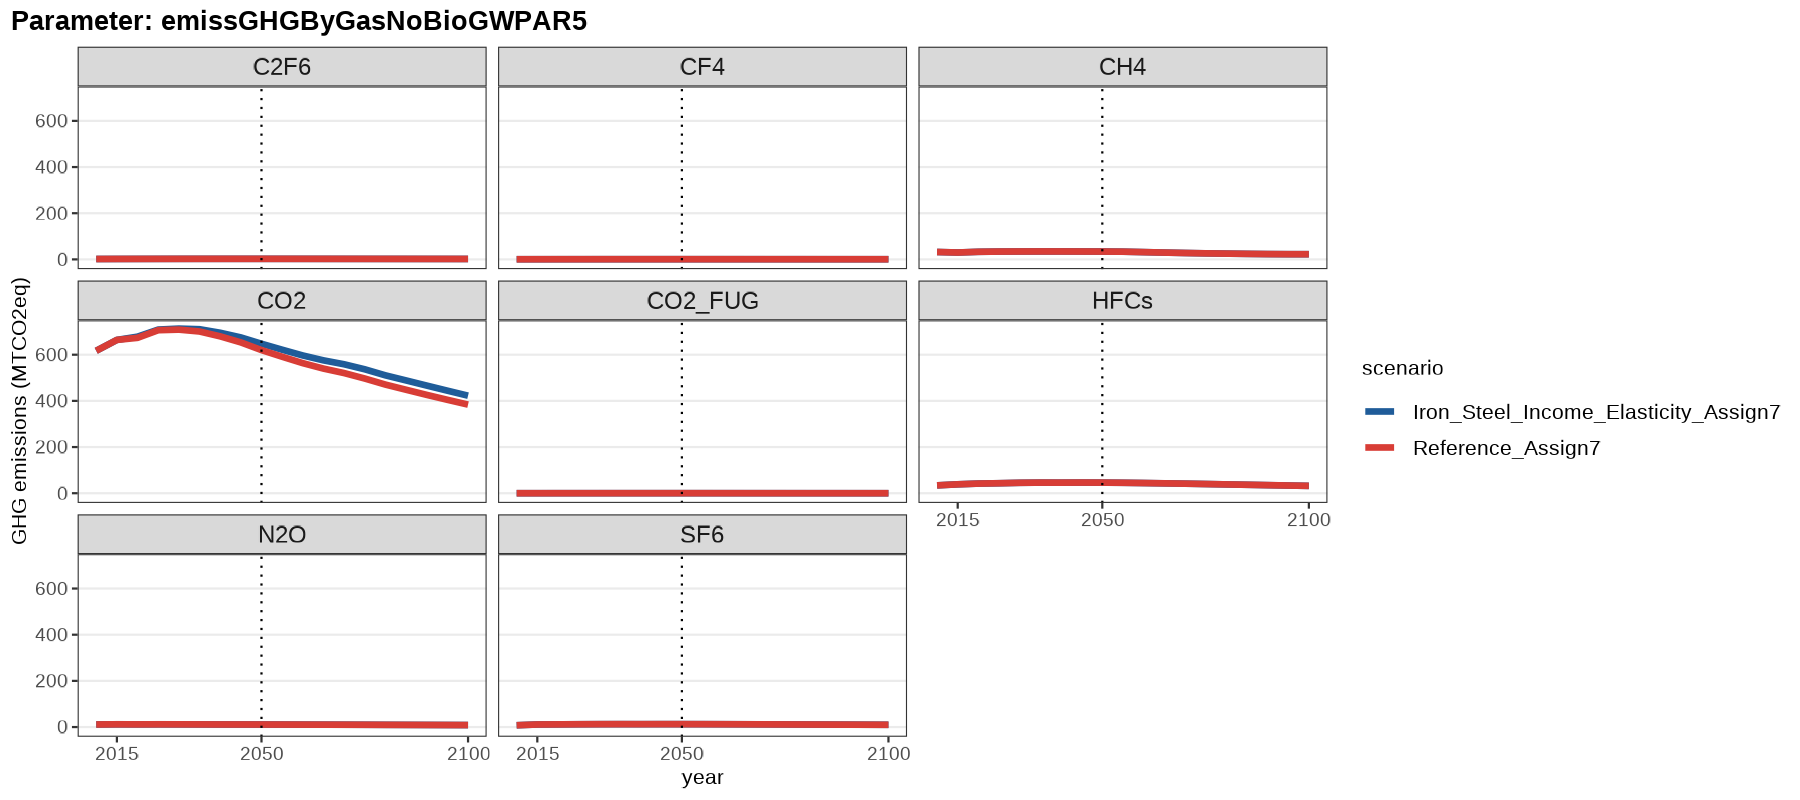 Parameter: emissGHGByGasNoBioGWPAR5
C2F6
CF4
CH4
600
400
200
0
CO2
CO2_FUG
HFCs
600
400
200
0
2015
2050
2100
N2O
SF6
600
400
200
0
2015
2050
2100
2015
2050
2100
year
GHG emissions (MTCO2eq)
scenario
Iron_Steel_Income_Elasticity_Assign7
Reference_Assign7